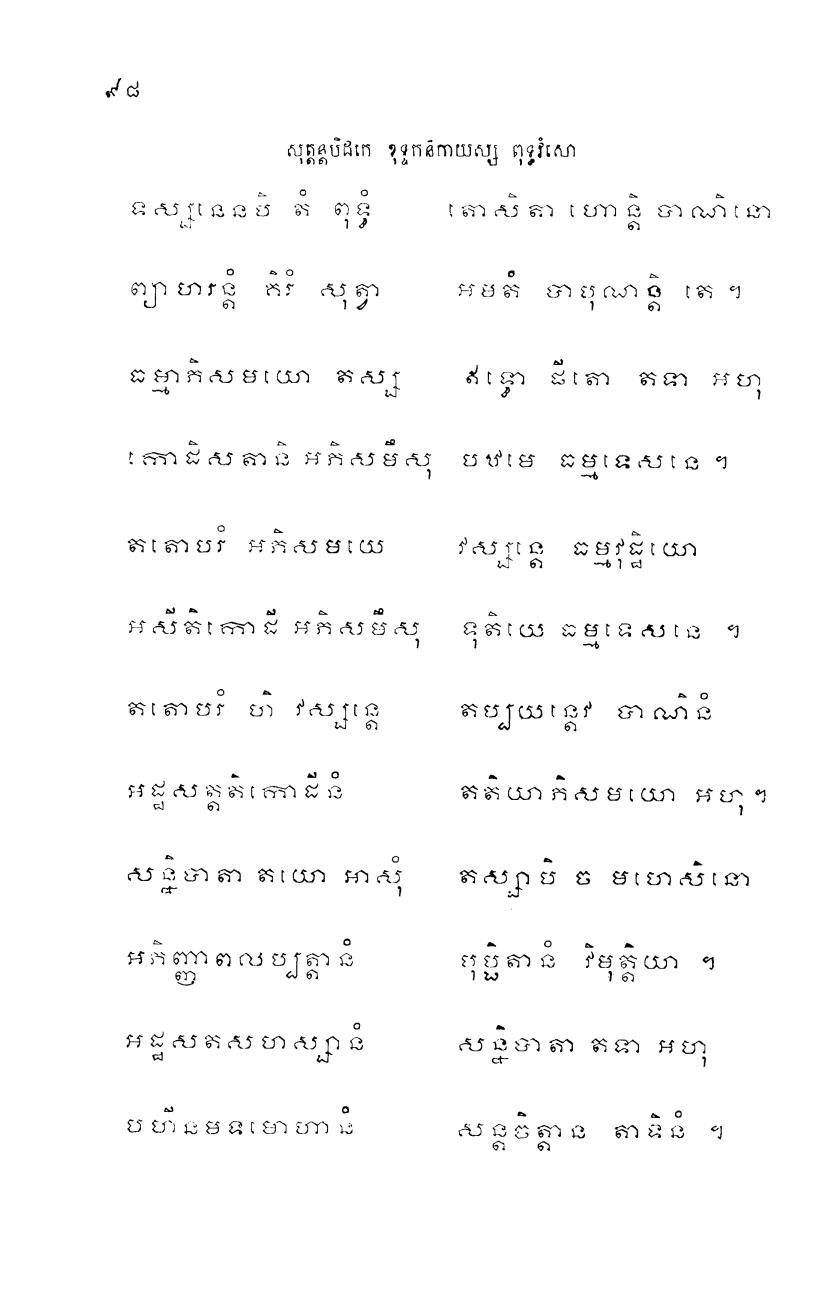 ៩៨
សុត្តន្តបិដកេ ខុទ្ទកនិកាយស្ស ពុទ្ធវំសោ
ទស្សនេនបិ តំ ពុទ្ធំ តោសិតា ហោន្តិ បាណិនោ
ព្យាហរន្តំ គិរំ សុត្វា អមតំ បាបុណន្តិ តេ ។
ធម្មាភិសមយោ តស្ស ឥទ្ធោ ផីតោ តទា អហុ
កោដិសតានិ អភិសមឹសុ បឋមេ ធម្មទេសនេ ។
តតោបរំ អភិសមយេ វស្សន្តេ ធម្មវុដ្ឋិយោ
អសីតិកោដី អភិសមឹសុ ទុតិយេ ធម្មទេសនេ ។
តតោបរំ ហិ វស្សន្តេ តប្បយន្តេវ បាណិនំ
អដ្ឋសត្តតិកោដីនំ តតិយាភិសមយោ អហុ។
សន្និបាតា តយោ អាសុំ តស្សាបិ ច មហេសិនោ
អភិញ្ញាពលប្បត្តានំ បុប្ផិតានំ វិមុត្តិយា ។
អដ្ឋសតសហស្សានំ សន្និបាតា តទា អហុ
បហីនមទមោហានំ សន្តចិត្តាន តាទិនំ ។